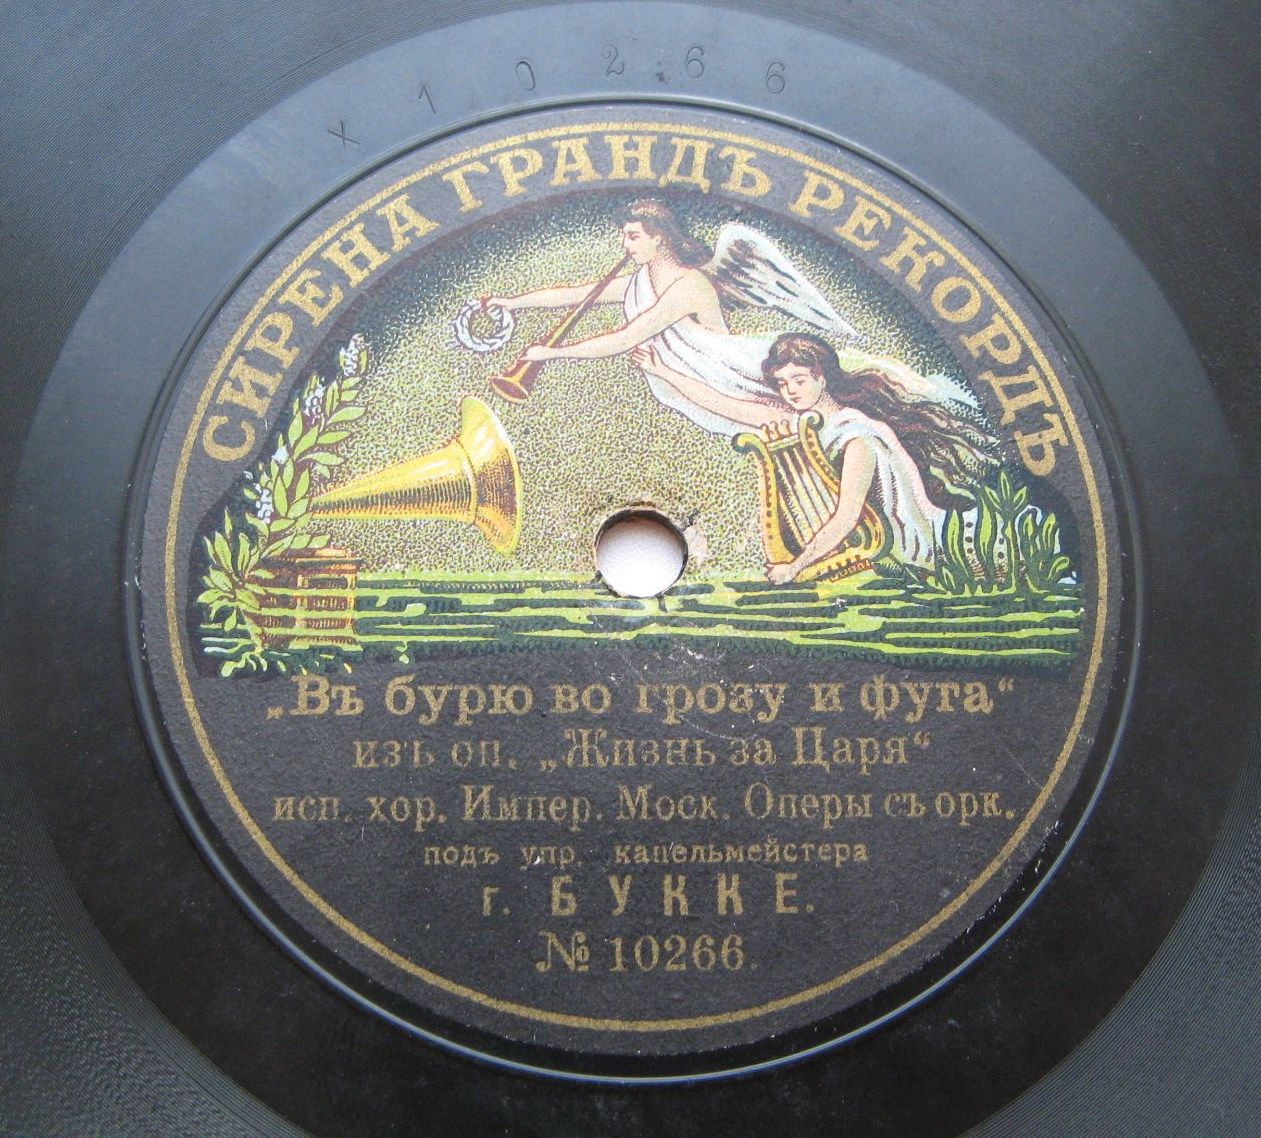 X 10266
СИРЕНА ГРАНДЪ РЕКОРДЪ
„Въ бурю во грозу и фуга“
изъ оп. „Жизнь за Царя“
исп. хор. Импер. Моск. Оперы съ орк.
подъ упр. капельмейстера
г. БУККЕ.
№ 10266.